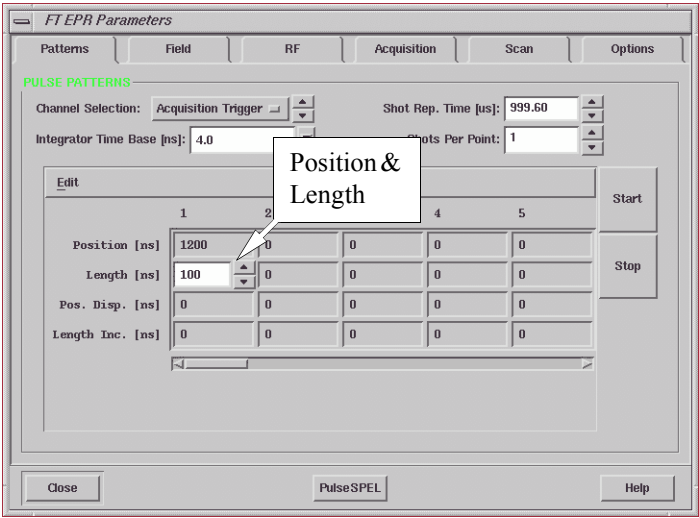 FT EPR Parameters
Patterns Field RF Acquisition Scan Options
PULSE PATTERNS
Channel Selection: Acquisition Trigger Shot Rep. Time [us]: 999.60
Integrator Time Base [ns]: 4.0 Shots Per Point: 1
Position &
Length
Edit
Start
1 2 4 5
Position [ns] 1200 0 0 0 0
Length [ns] 100 0 0 0 0
Stop
Pos. Disp. [ns] 0 0 0 0 0
Length Inc. [ns] 0 0 0 0 0
Close PulseSPEL Help